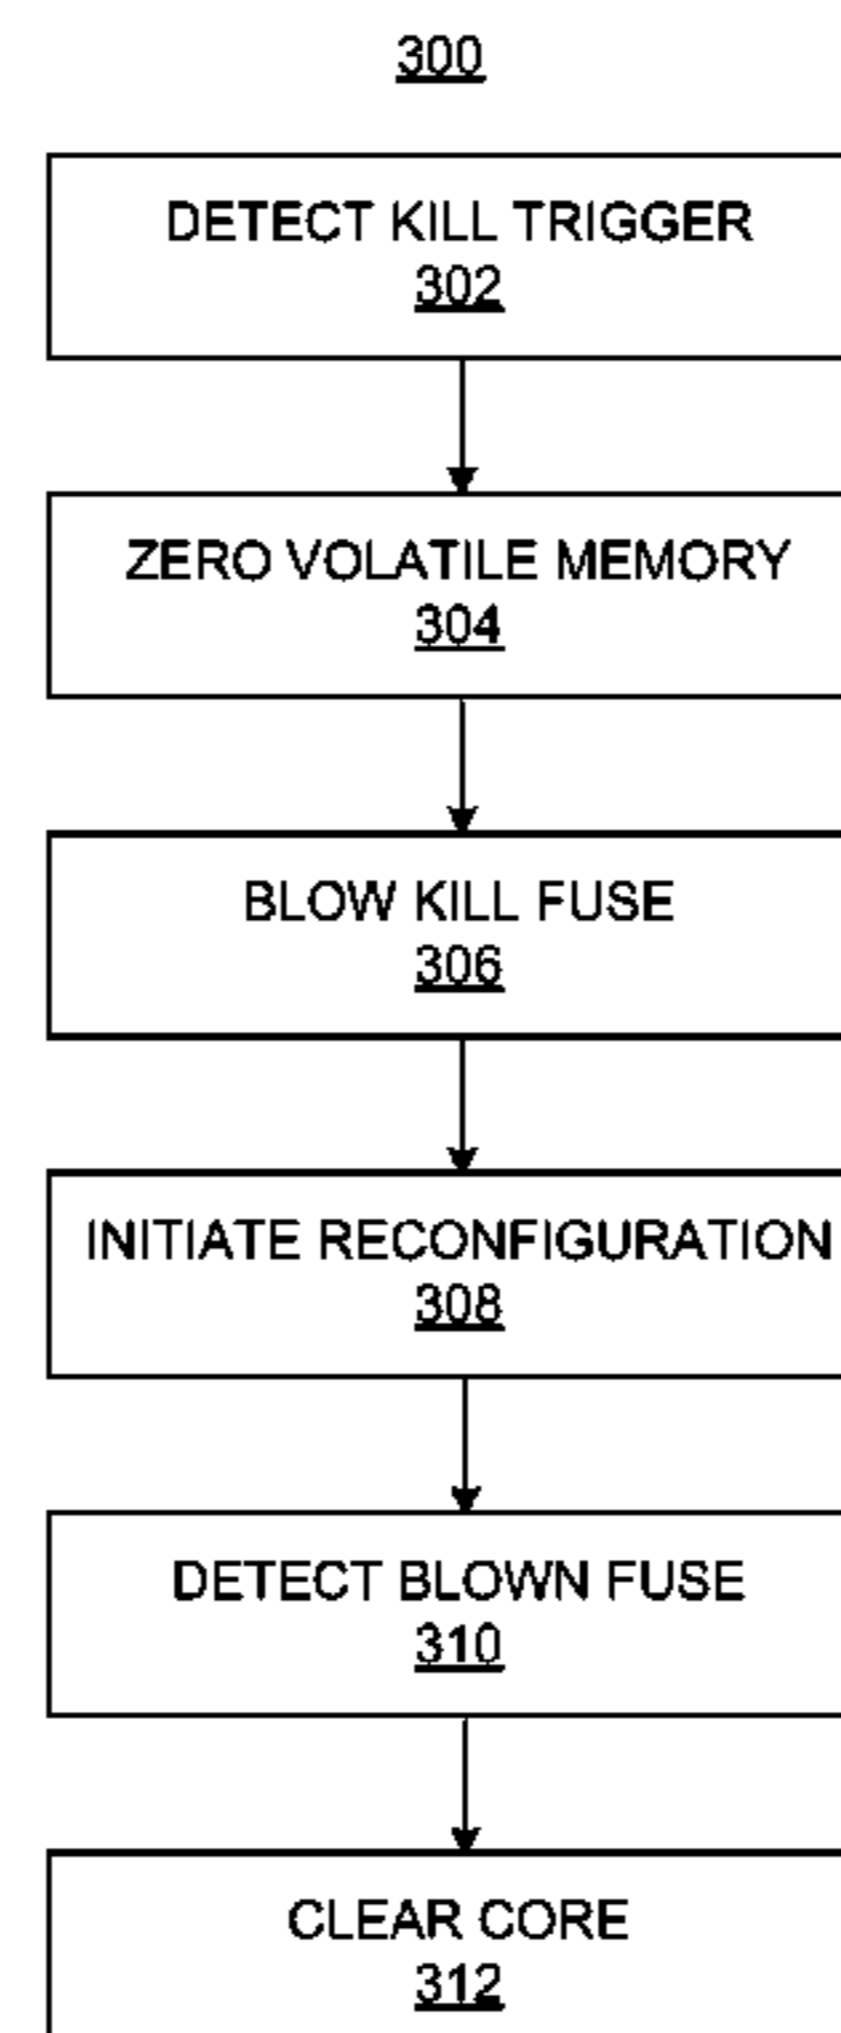 300
DETECT KILL TRIGGER
302
ZERO VOLATILE MEMORY
304
BLOW KILL FUSE
306
INITIATE RECONFIGURATION
308
DETECT BLOWN FUSE
310
CLEAR CORE
312